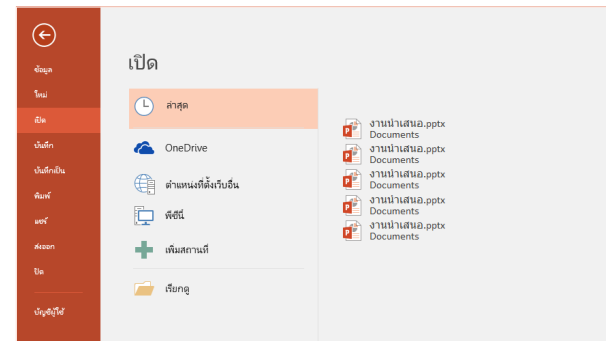 ข้อมูล
ใหม่
เปิด
บันทึก
บันทึกเป็น
พิมพ์
แชร์
ส่งออก
ปิด
บัญชีผู้ใช้
เปิด
ล่าสุด
OneDrive
ตำแหน่งที่ตั้งเว็บอื่น
พีซีนี้
เพิ่มสถานที่
เรียกดู
งานนำเสนอ.pptx
Documents
งานนำเสนอ.pptx
Documents
งานนำเสนอ.pptx
Documents
งานนำเสนอ.pptx
Documents
งานนำเสนอ.pptx
Documents